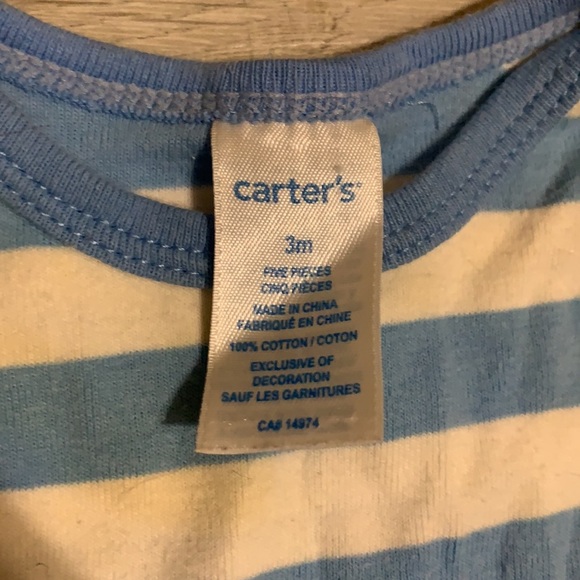 carter's
3m
FIVE PIECES
CINQ PIÈCES
MADE IN CHINA
FABRIQUÉ EN CHINE
100% COTTON / COTON
EXCLUSIVE OF
DECORATION
SAUF LES GARNITURES
CA# 14974